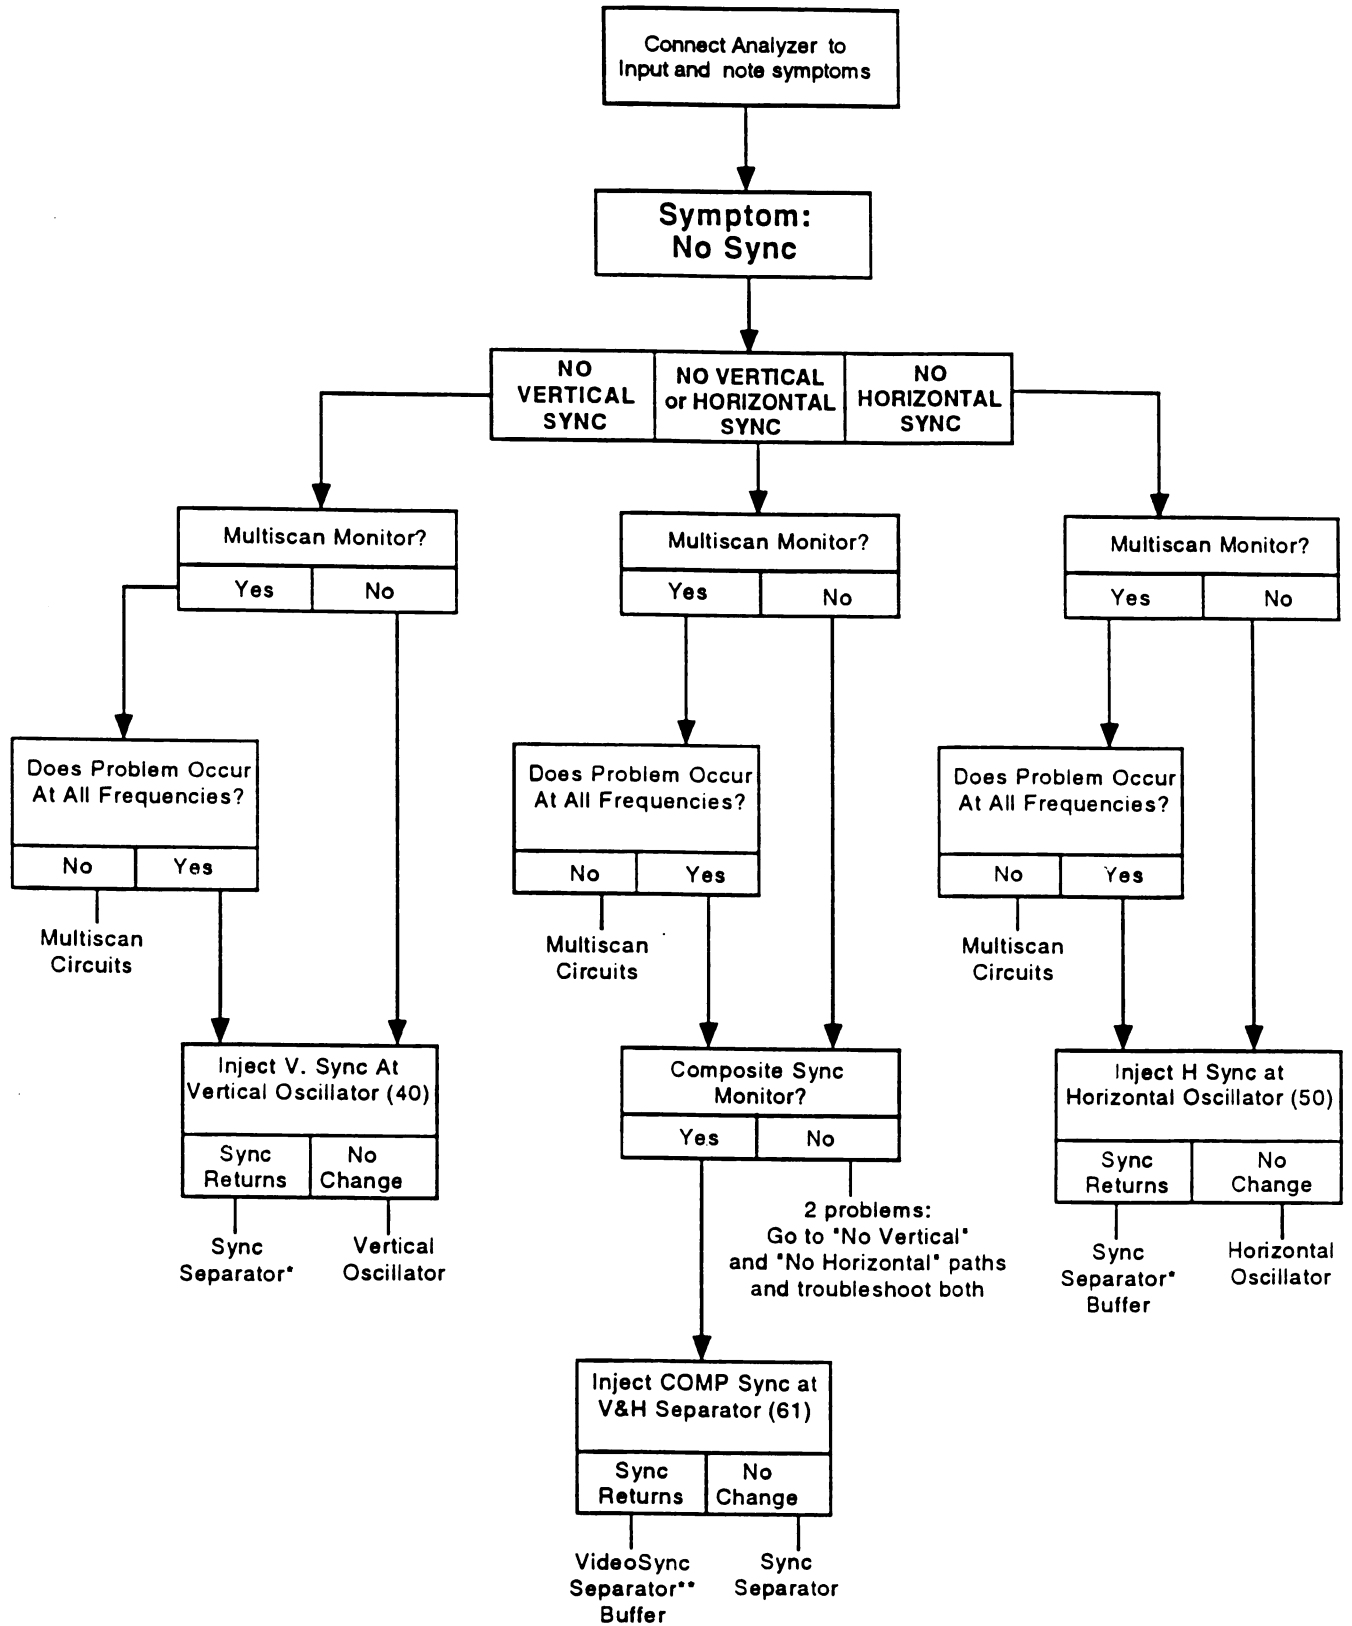 Connect Analyzer to
Input and note symptoms
Symptom:
No Sync
NO
VERTICAL
SYNC
NO VERTICAL
or HORIZONTAL
SYNC
NO
HORIZONTAL
SYNC
Multiscan Monitor?
Yes
No
Multiscan Monitor?
Yes
No
Multiscan Monitor?
Yes
No
Does Problem Occur
At All Frequencies?
No
Yes
Multiscan
Circuits
Does Problem Occur
At All Frequencies?
No
Yes
Multiscan
Circuits
Does Problem Occur
At All Frequencies?
No
Yes
Multiscan
Circuits
Inject V. Sync At
Vertical Oscillator (40)
Sync
Returns
No
Change
Sync
Separator*
Vertical
Oscillator
Composite Sync
Monitor?
Yes
No
2 problems:
Go to "No Vertical"
and "No Horizontal" paths
and troubleshoot both
Inject H Sync at
Horizontal Oscillator (50)
Sync
Returns
No
Change
Sync
Separator*
Buffer
Horizontal
Oscillator
Inject COMP Sync at
V&H Separator (61)
Sync
Returns
No
Change
VideoSync
Separator**
Buffer
Sync
Separator